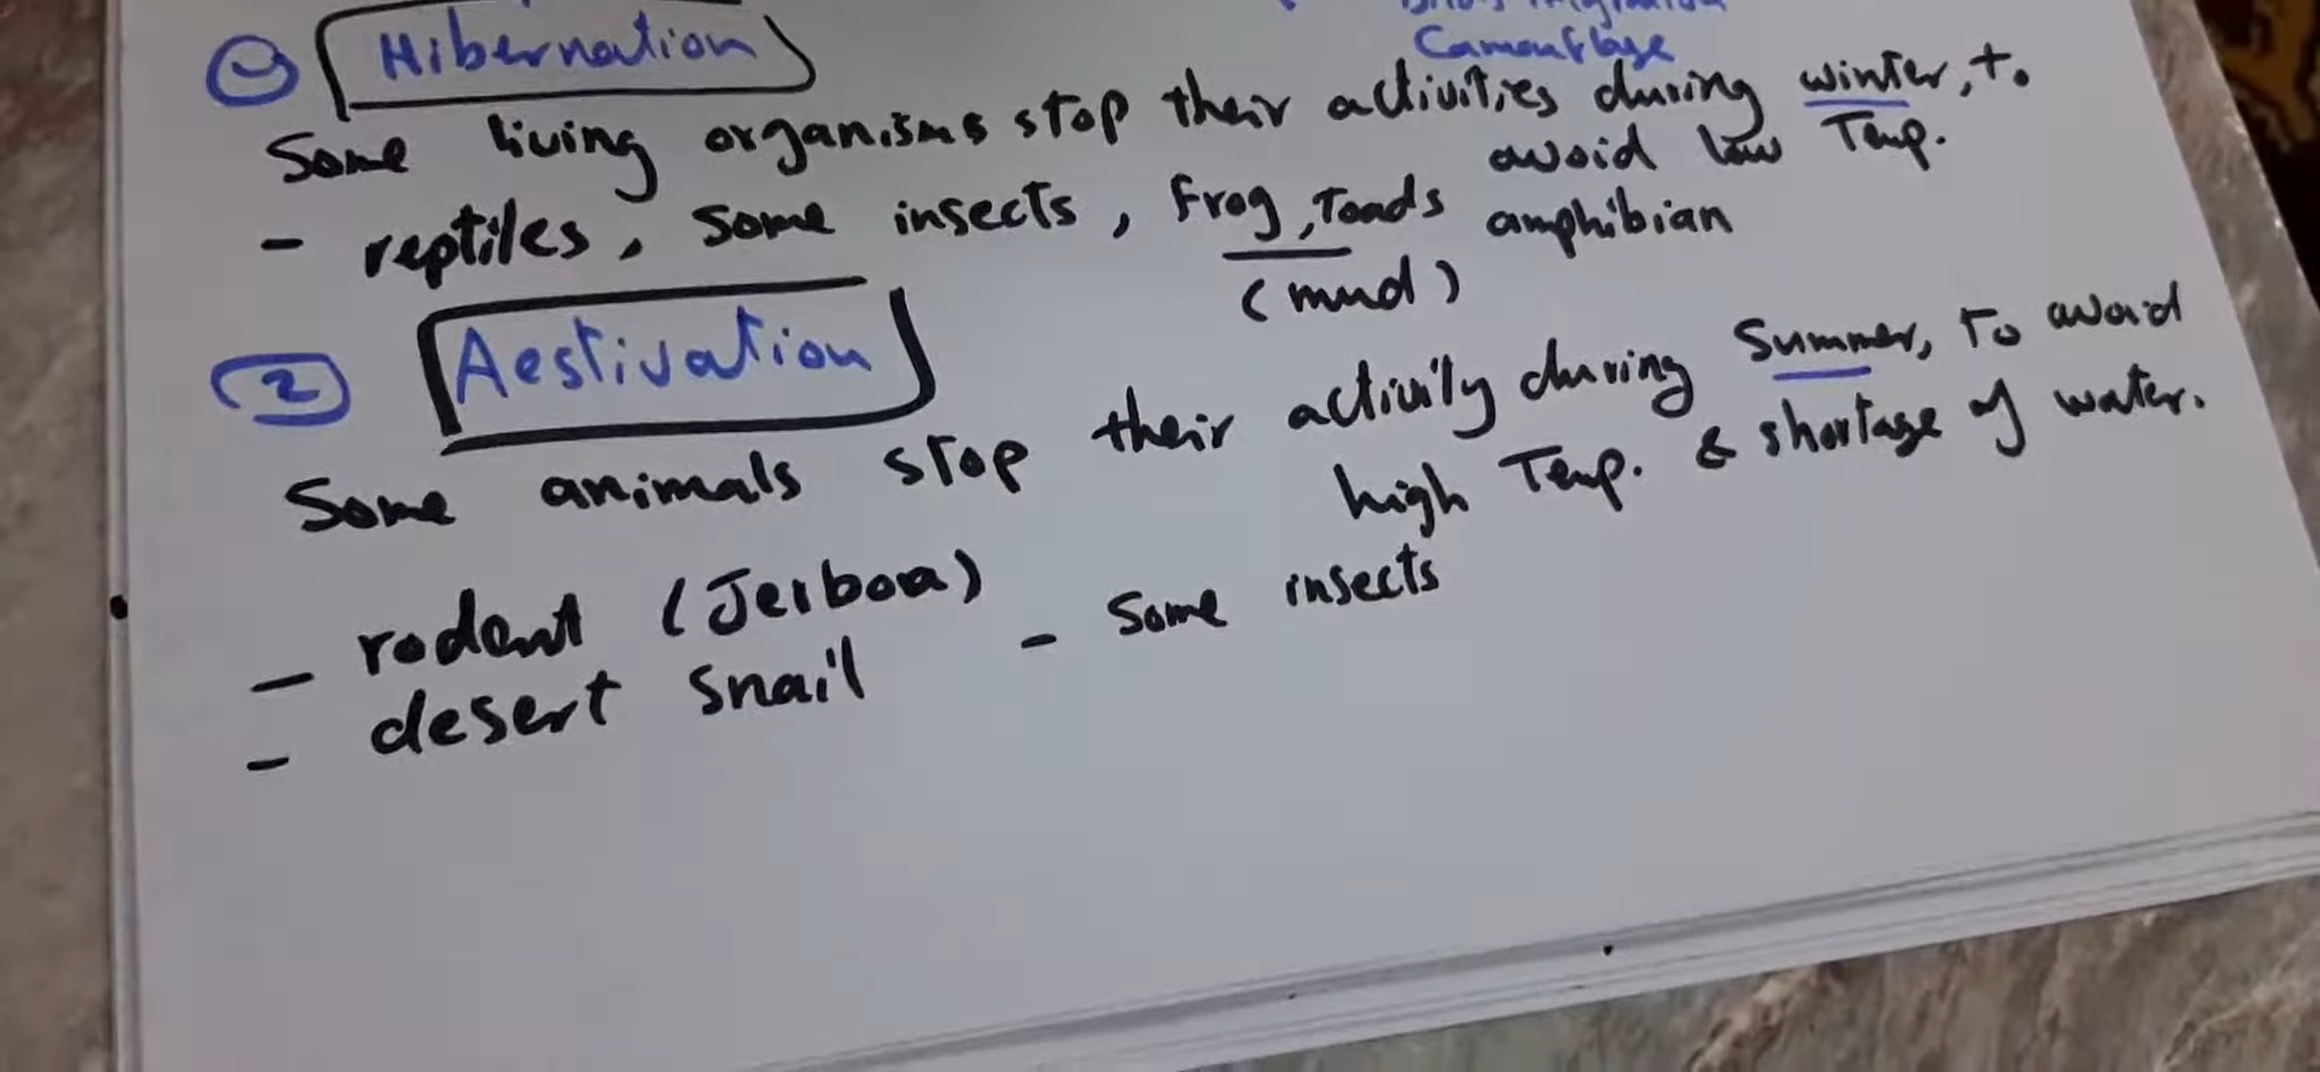 Migration
Camouflage
Hibernation
Some living organisms stop their activities during winter, to
avoid low Temp.
- reptiles, some insects, frog, Toads amphibian
(mud)
2 Aestivation
Some animals stop their activity during Summer, to avoid
high Temp. & shortage of water.
- rodent (Jerboa)
- Some insects
- desert snail